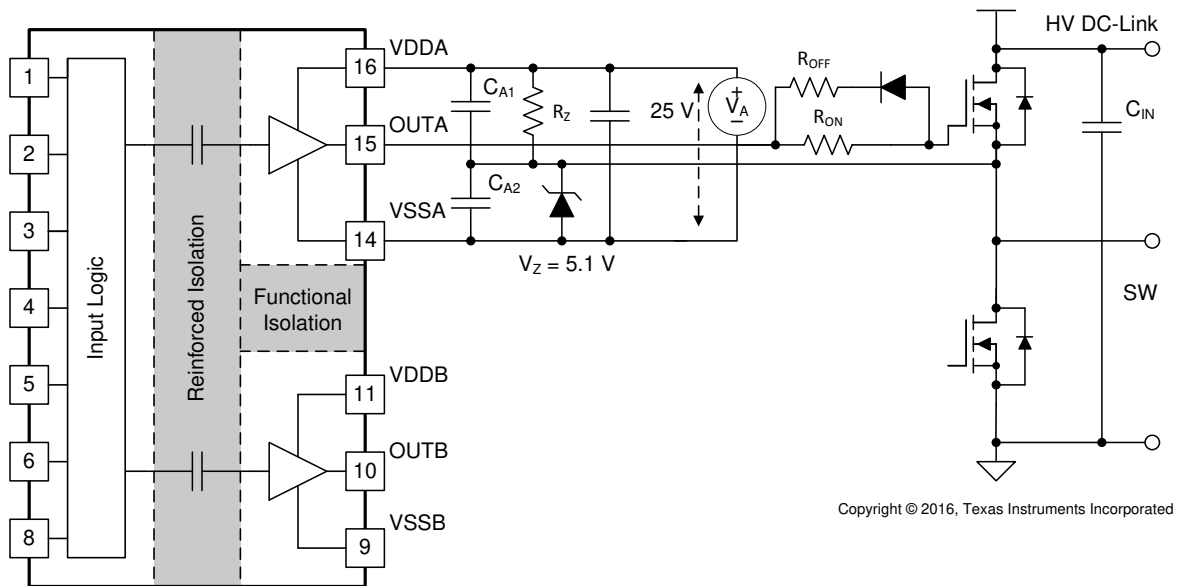 1
2
3
4
5
6
8
Input Logic
Reinforced Isolation
Functional
Isolation
VDDA
16
OUTA
15
VSSA
14
VDDB
11
OUTB
10
VSSB
9
CA1
RZ
CA2
VZ = 5.1 V
25 V
+
VA
−
ROFF
RON
HV DC-Link
CIN
SW
Copyright © 2016, Texas Instruments Incorporated